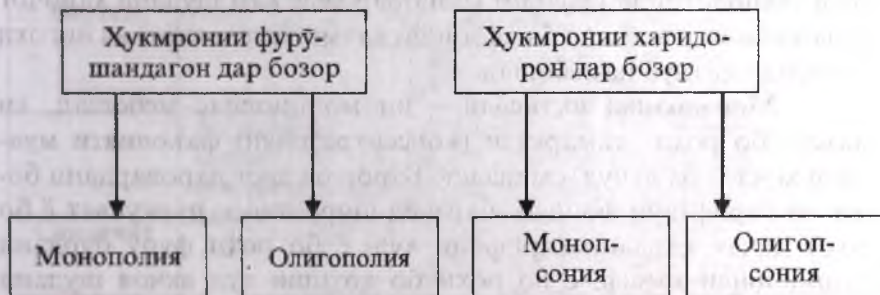 Ҳукмронии фурӯ-
шандагон дар бозор
Ҳукмронии харидо-
рон дар бозор
Монополия
Олигополия
Моноп-
сония
Олигоп-
сония